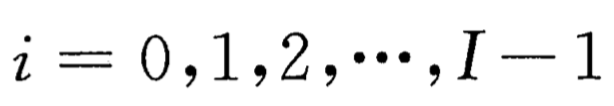 i = 0,1,2,⋯,I − 1